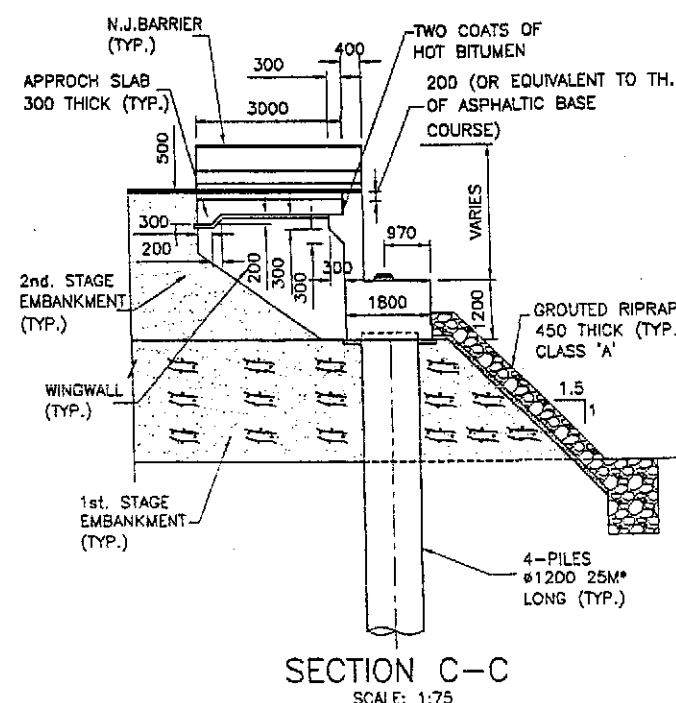 N.J.BARRIER
(TYP.)
400
TWO COATS OF
HOT BITUMEN
300
APPROCH SLAB
300 THICK (TYP.)
200 (OR EQUIVALENT TO TH.
OF ASPHALTIC BASE
COURSE)
3000
500
VARIES
300
970
200
200
300
300
300
2nd. STAGE
EMBANKMENT
(TYP.)
1800
1200
GROUTED RIPRAP
450 THICK (TYP.
CLASS 'A'
WINGWALL
(TYP.)
1.5
1
1st. STAGE
EMBANKMENT
(TYP.)
4-PILES
ø1200 25M*
LONG (TYP.)
SECTION C-C
SCALE: 1:75